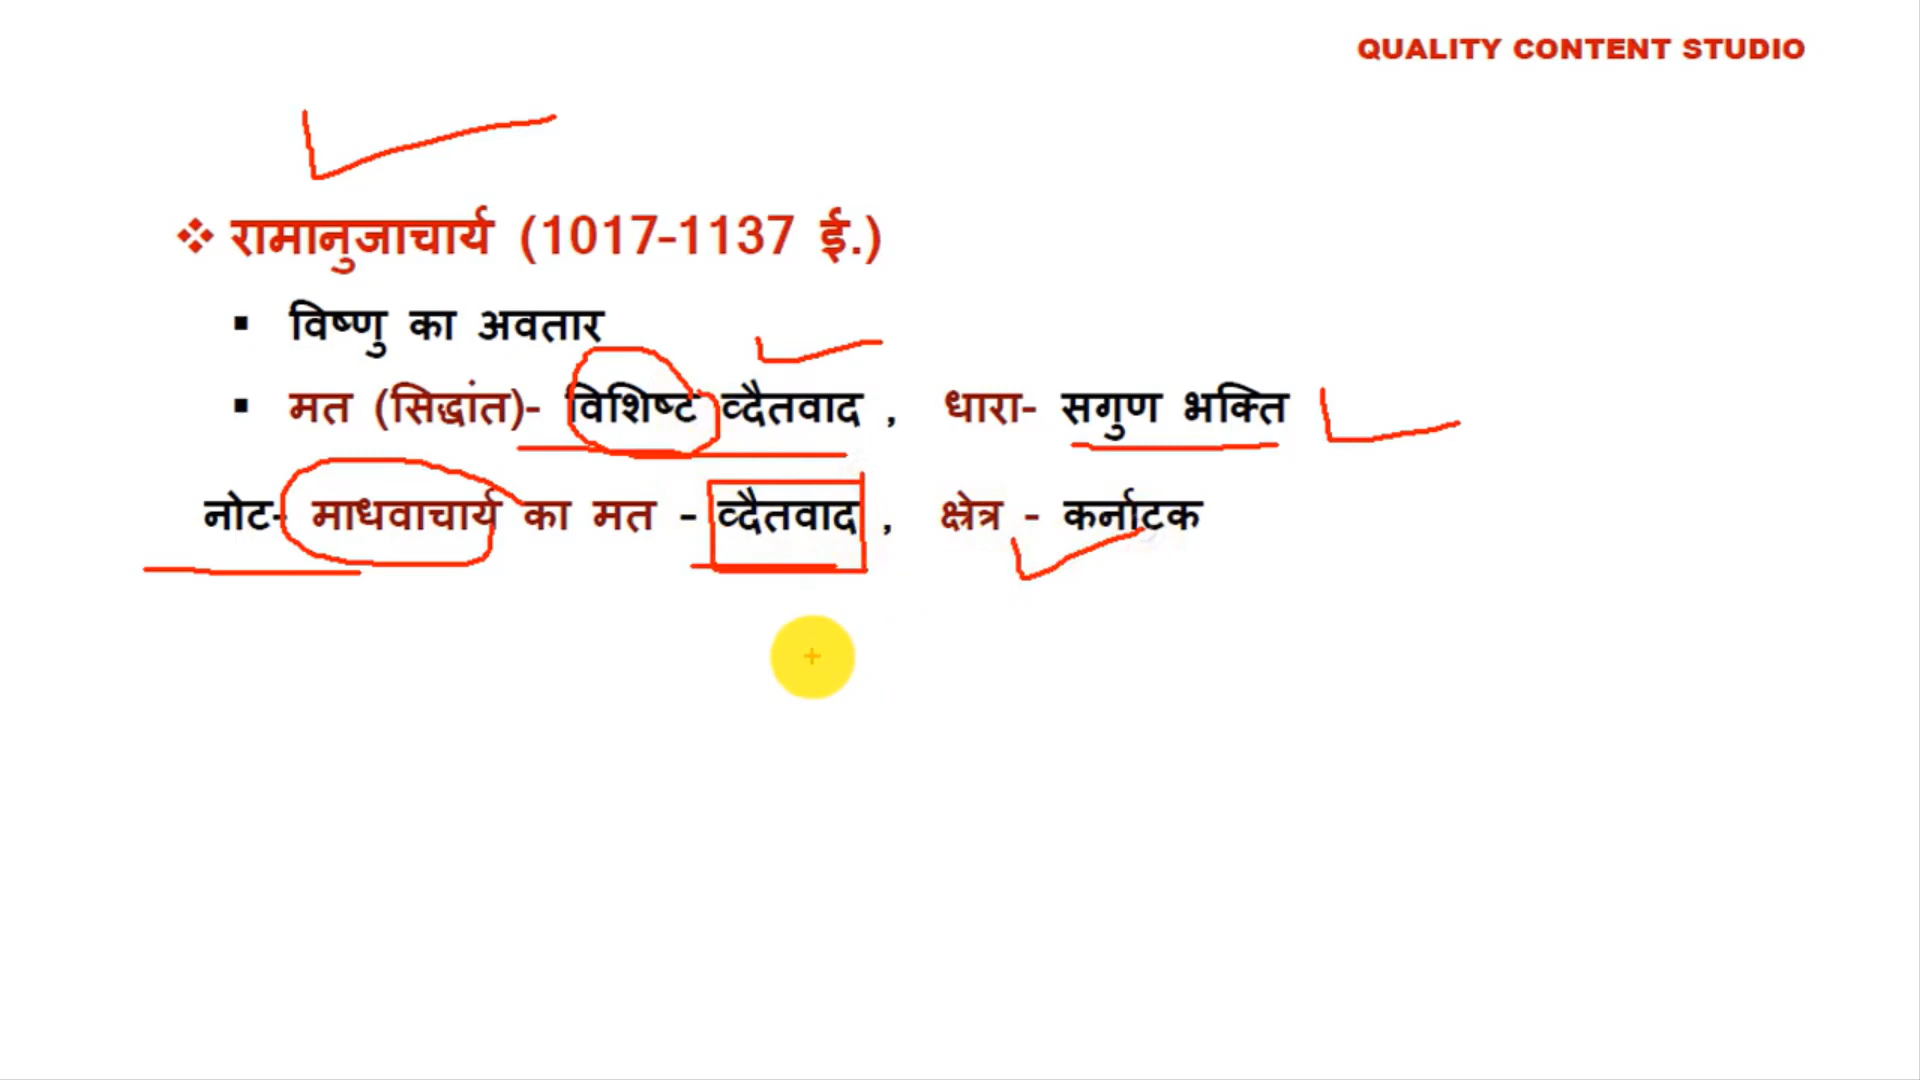 QUALITY CONTENT STUDIO
❖ रामानुजाचार्य (1017-1137 ई.)
▪ विष्णु का अवतार
▪ मत (सिद्धांत)- विशिष्ट व्दैतवाद , धारा- सगुण भक्ति
नोट- माधवाचार्य का मत - व्दैतवाद , क्षेत्र - कर्नाटक